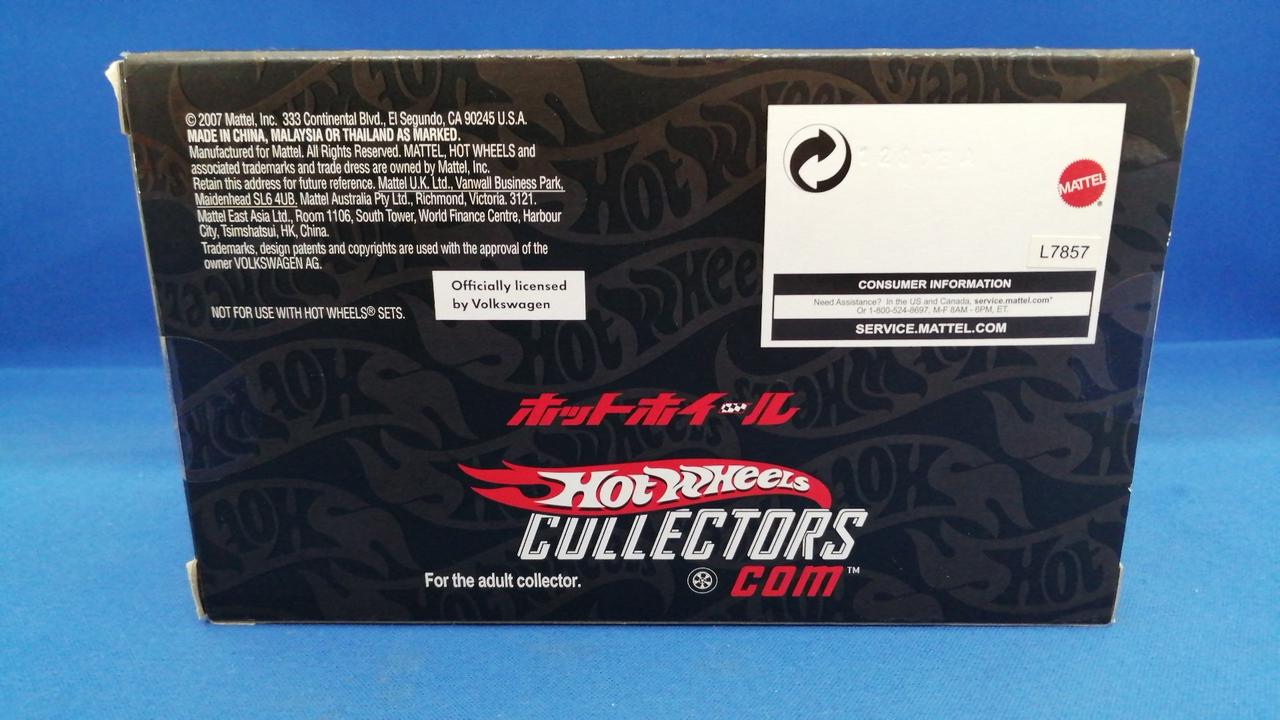 © 2007 Mattel, Inc. 333 Continental Blvd., El Segundo, CA 90245 U.S.A.
MADE IN CHINA, MALAYSIA OR THAILAND AS MARKED.
Manufactured for Mattel. All Rights Reserved. MATTEL, HOT WHEELS and
associated trademarks and trade dress are owned by Mattel, Inc.
Retain this address for future reference. Mattel U.K. Ltd., Vanwall Business Park,
Maidenhead SL6 4UB. Mattel Australia Pty Ltd., Richmond, Victoria. 3121.
Mattel East Asia Ltd., Room 1106, South Tower, World Finance Centre, Harbour
City, Tsimshatsui, HK, China.
Trademarks, design patents and copyrights are used with the approval of the
owner VOLKSWAGEN AG.
Officially licensed
by Volkswagen
NOT FOR USE WITH HOT WHEELS® SETS.
MATTEL®
L7857
CONSUMER INFORMATION
Need Assistance? In the US and Canada, service.mattel.com*
Or 1-800-524-8697, M-F 8AM - 6PM, ET.
SERVICE.MATTEL.COM
ホットホイール
Hot Wheels
COLLECTORS
.COM™
For the adult collector.